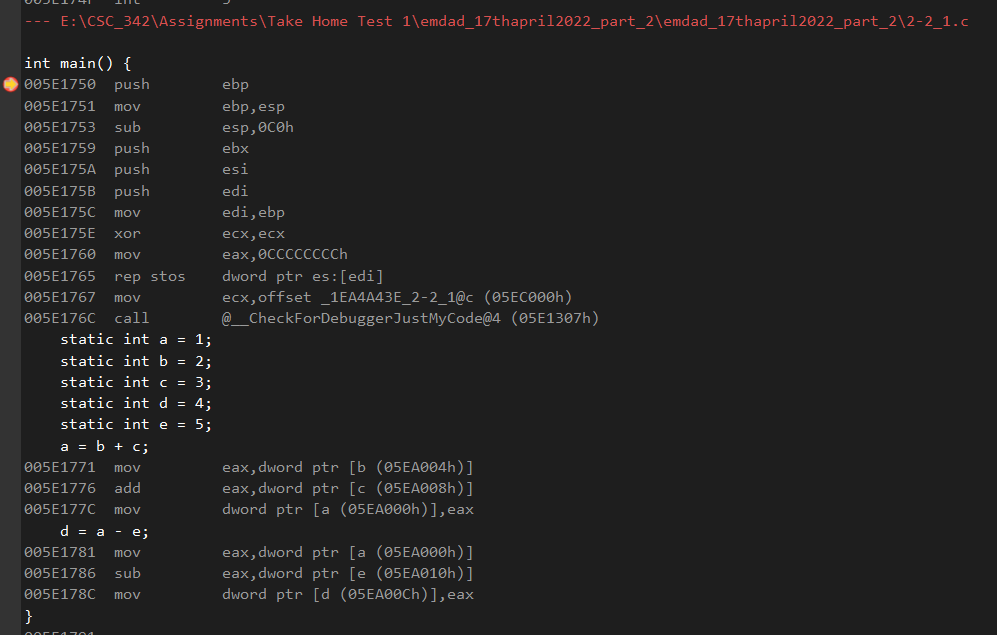 --- E:\CSC_342\Assignments\Take Home Test 1\emdad_17thapril2022_part_2\emdad_17thapril2022_part_2\2-2_1.c
int main() {
005E1750 push ebp
005E1751 mov ebp,esp
005E1753 sub esp,0C0h
005E1759 push ebx
005E175A push esi
005E175B push edi
005E175C mov edi,ebp
005E175E xor ecx,ecx
005E1760 mov eax,0CCCCCCCCh
005E1765 rep stos dword ptr es:[edi]
005E1767 mov ecx,offset _1EA4A43E_2-2_1@c (05EC000h)
005E176C call @__CheckForDebuggerJustMyCode@4 (05E1307h)
static int a = 1;
static int b = 2;
static int c = 3;
static int d = 4;
static int e = 5;
a = b + c;
005E1771 mov eax,dword ptr [b (05EA004h)]
005E1776 add eax,dword ptr [c (05EA008h)]
005E177C mov dword ptr [a (05EA000h)],eax
d = a - e;
005E1781 mov eax,dword ptr [a (05EA000h)]
005E1786 sub eax,dword ptr [e (05EA010h)]
005E178C mov dword ptr [d (05EA00Ch)],eax
}